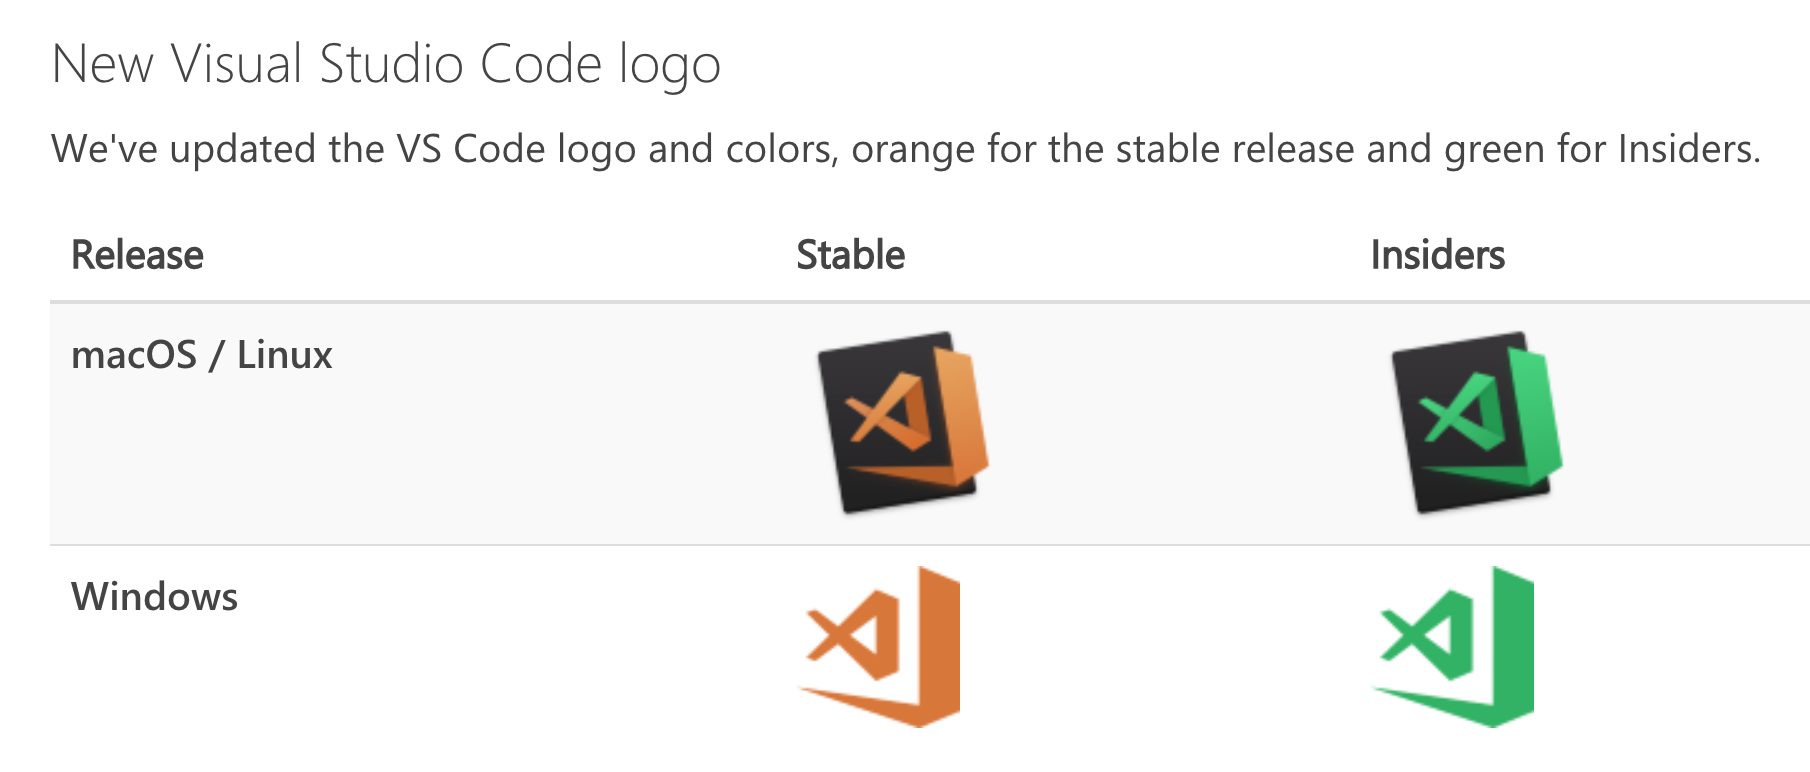 New Visual Studio Code logo
We've updated the VS Code logo and colors, orange for the stable release and green for Insiders.
Release Stable Insiders
macOS / Linux
Windows